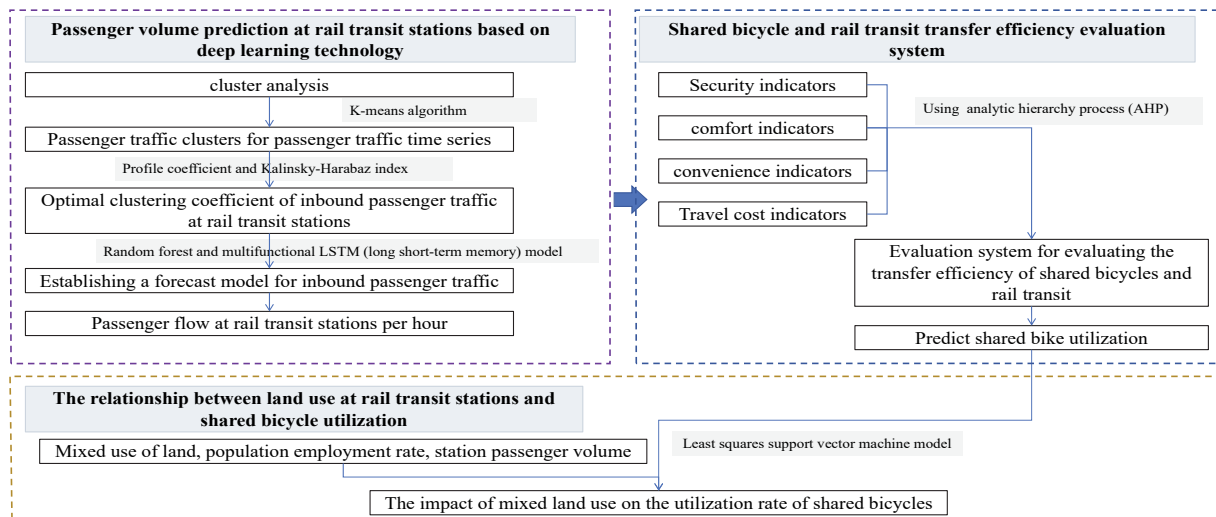 Passenger volume prediction at rail transit stations based on
deep learning technology
cluster analysis
K-means algorithm
Passenger traffic clusters for passenger traffic time series
Profile coefficient and Kalinsky-Harabaz index
Optimal clustering coefficient of inbound passenger traffic
at rail transit stations
Random forest and multifunctional LSTM (long short-term memory) model
Establishing a forecast model for inbound passenger traffic
Passenger flow at rail transit stations per hour
Shared bicycle and rail transit transfer efficiency evaluation
system
Security indicators
comfort indicators
convenience indicators
Travel cost indicators
Using analytic hierarchy process (AHP)
Evaluation system for evaluating the
transfer efficiency of shared bicycles and
rail transit
Predict shared bike utilization
The relationship between land use at rail transit stations and
shared bicycle utilization
Mixed use of land, population employment rate, station passenger volume
Least squares support vector machine model
The impact of mixed land use on the utilization rate of shared bicycles